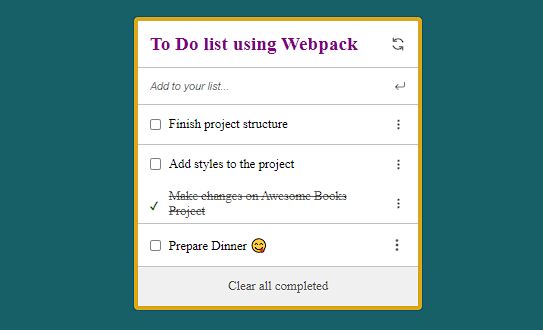 To Do list using Webpack
Add to your list...
Finish project structure
Add styles to the project
Make changes on Awesome Books
Project
Prepare Dinner 😋
Clear all completed